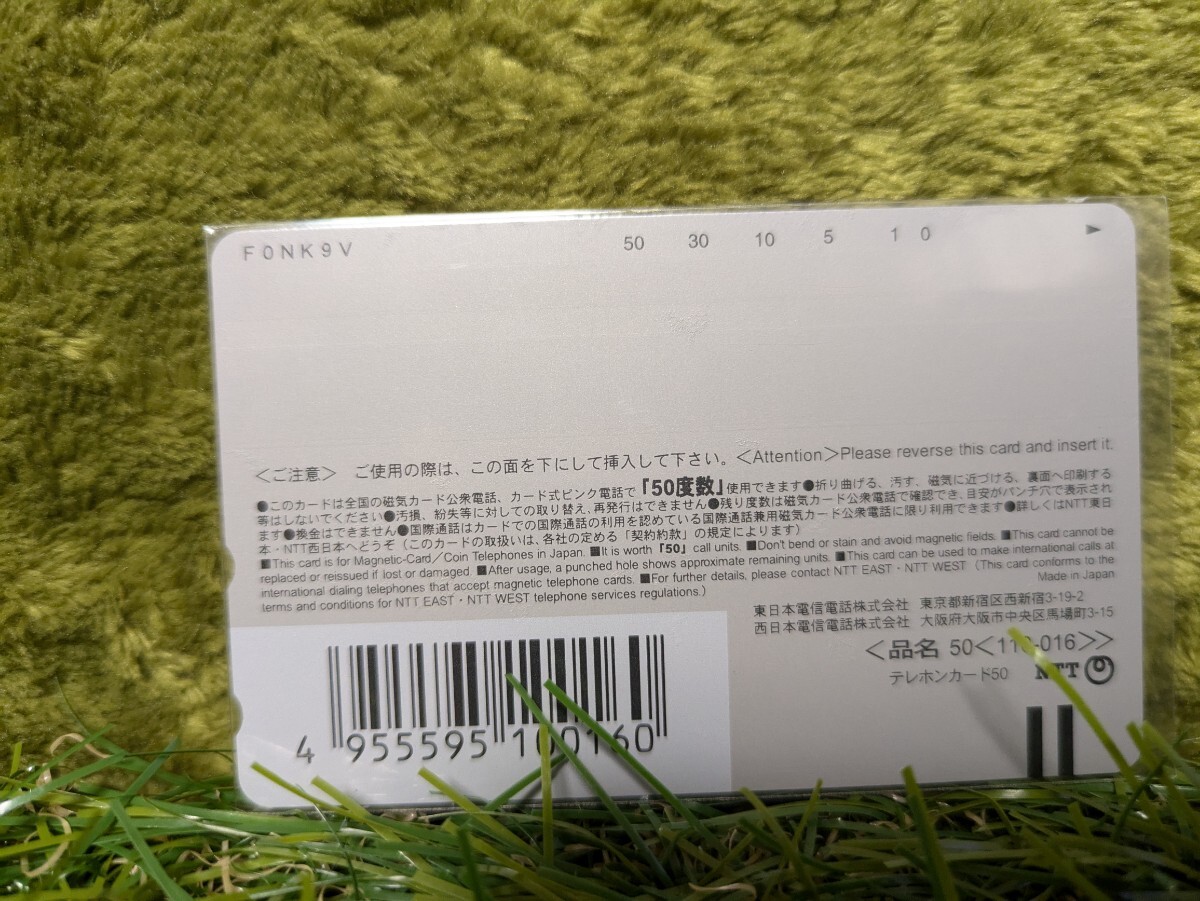 F0NK9V
50 30 10 5 1 0
<ご注意> ご使用の際は、この面を下にして挿入して下さい。<Attention>Please reverse this card and insert it.
●このカードは全国の磁気カード公衆電話、カード式ピンク電話で『50度数』使用できます●折り曲げる、汚す、磁気に近づける、裏面へ印刷する
等はしないでください●汚損、紛失等に対しての取り替え、再発行はできません●残り度数は磁気カード公衆電話で確認でき、目安がパンチ穴で表示され
ます●換金はできません●国際通話はカードでの国際通話の利用を認めている国際通話兼用磁気カード公衆電話に限り利用できます●詳しくはNTT東日
本・NTT西日本へどうぞ(このカードの取扱いは、各社の定める「契約約款」の規定によります)
■This card is for Magnetic-Card/Coin Telephones in Japan. ■It is worth『50』call units. ■Don't bend or stain and avoid magnetic fields. ■This card cannot be
replaced or reissued if lost or damaged. ■After usage, a punched hole shows approximate remaining units. ■This card can be used to make international calls at
international dialing telephones that accept magnetic telephone cards. ■For further details, please contact NTT EAST・NTT WEST(This card conforms to the
terms and conditions for NTT EAST・NTT WEST telephone services regulations.)
Made in Japan
東日本電信電話株式会社 東京都新宿区西新宿3-19-2
西日本電信電話株式会社 大阪府大阪市中央区馬場町3-15
<品名 50<110-016>>
テレホンカード50 NTT
4 955595 100160